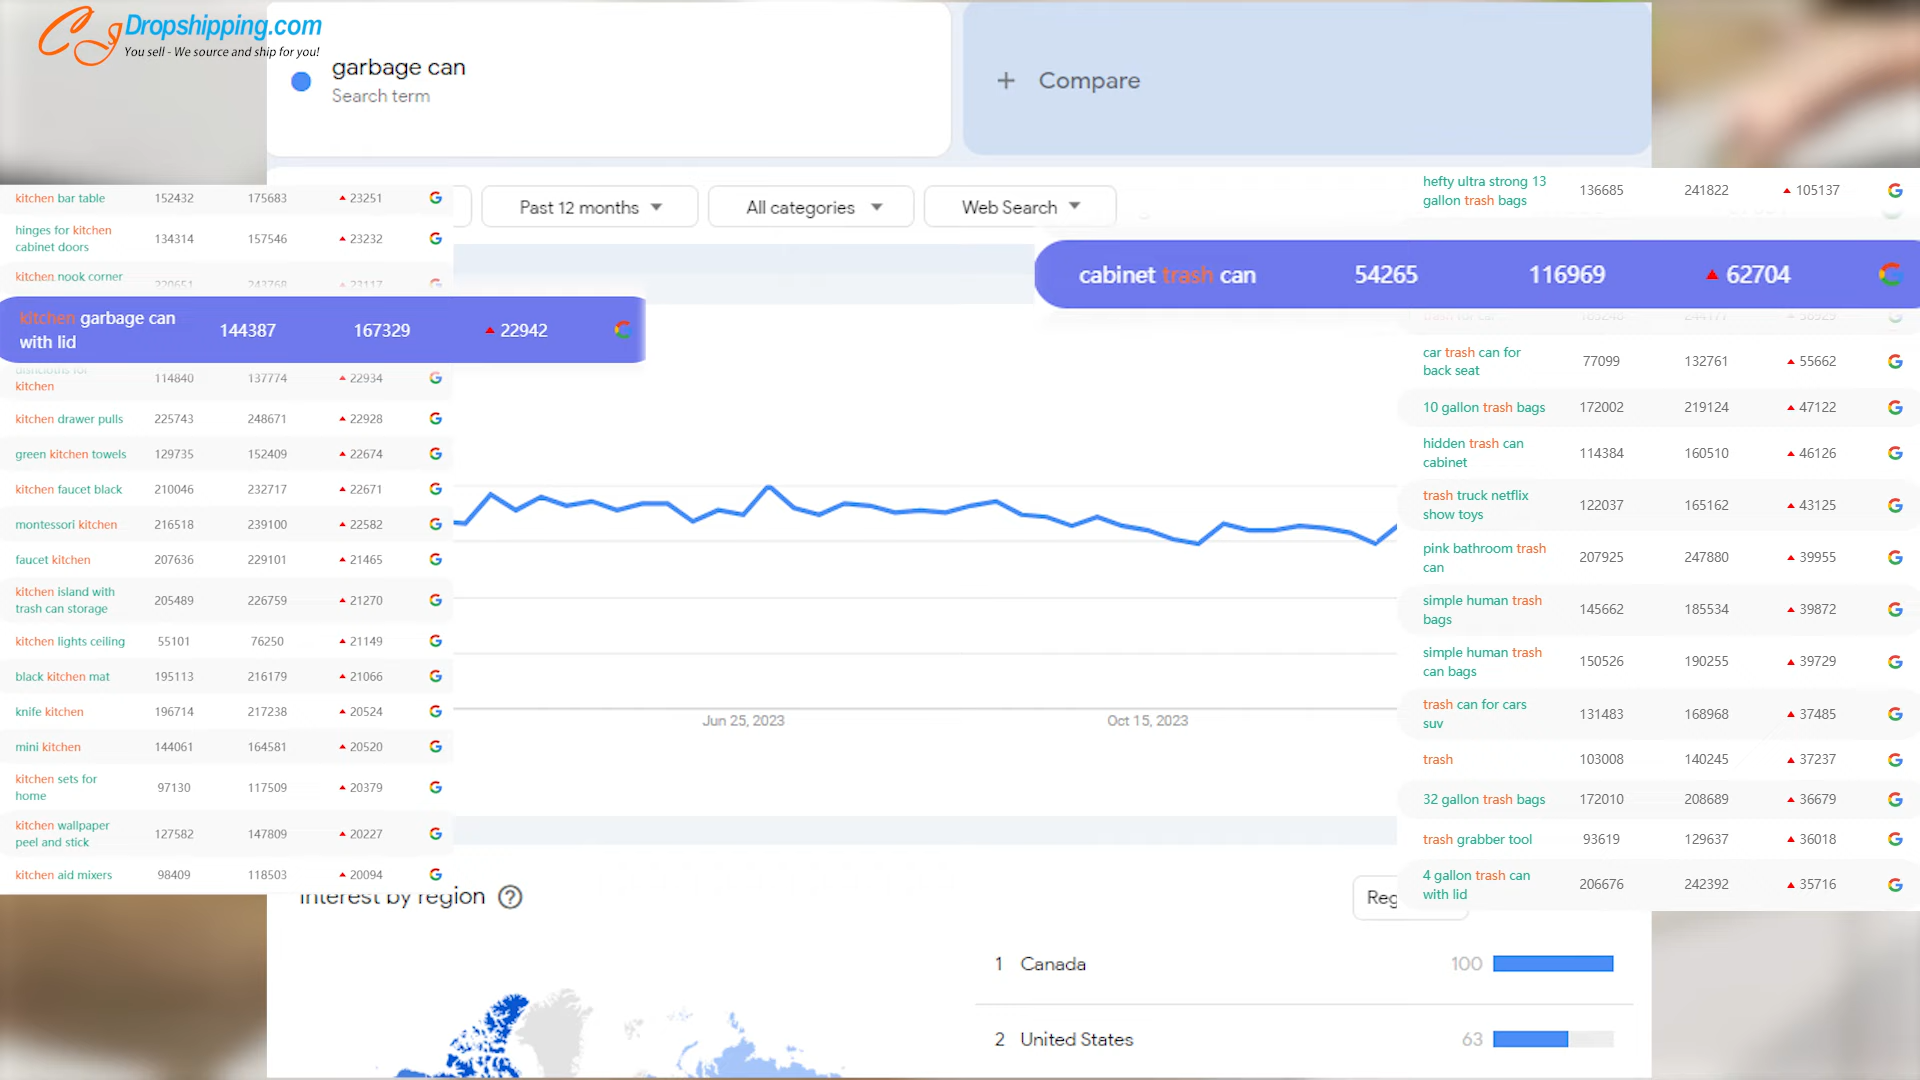 CJDropshipping.com
You sell - We source and ship for you!
garbage can
Search term
+ Compare
Past 12 months
All categories
Web Search
kitchen bar table 152432 175683 23251
hinges for kitchen
cabinet doors 134314 157546 23232
kitchen nook corner 220651 243768 23117
kitchen garbage can
with lid 144387 167329 22942
dishcloths for
kitchen 114840 137774 22934
kitchen drawer pulls 225743 248671 22928
green kitchen towels 129735 152409 22674
kitchen faucet black 210046 232717 22671
montessori kitchen 216518 239100 22582
faucet kitchen 207636 229101 21465
kitchen island with
trash can storage 205489 226759 21270
kitchen lights ceiling 55101 76250 21149
black kitchen mat 195113 216179 21066
knife kitchen 196714 217238 20524
mini kitchen 144061 164581 20520
kitchen sets for
home 97130 117509 20379
kitchen wallpaper
peel and stick 127582 147809 20227
kitchen aid mixers 98409 118503 20094
Jun 25, 2023
Oct 15, 2023
hefty ultra strong 13
gallon trash bags 136685 241822 105137
cabinet trash can 54265 116969 62704
car trash can for
back seat 77099 132761 55662
10 gallon trash bags 172002 219124 47122
hidden trash can
cabinet 114384 160510 46126
trash truck netflix
show toys 122037 165162 43125
pink bathroom trash
can 207925 247880 39955
simple human trash
bags 145662 185534 39872
simple human trash
can bags 150526 190255 39729
trash can for cars
suv 131483 168968 37485
trash 103008 140245 37237
32 gallon trash bags 172010 208689 36679
trash grabber tool 93619 129637 36018
4 gallon trash can
with lid 206676 242392 35716
Interest by region
Reg
1 Canada 100
2 United States 63